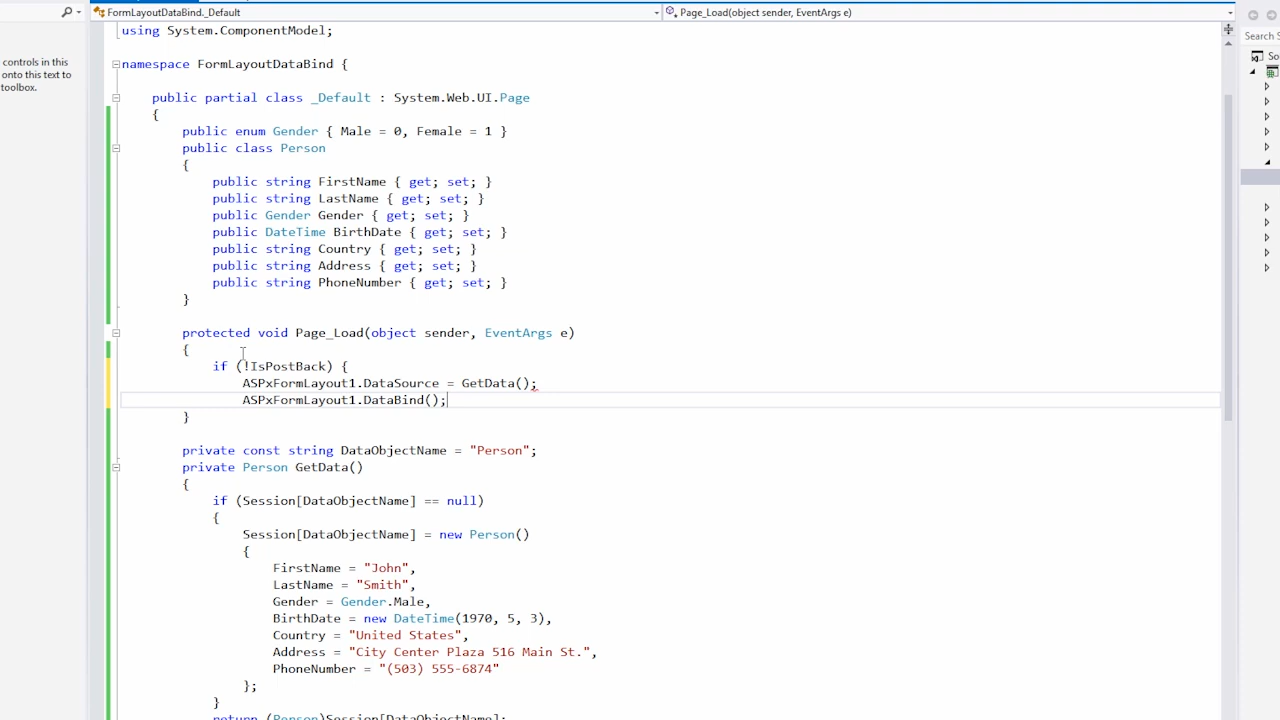 FormLayoutDataBind._Default
Page_Load(object sender, EventArgs e)
controls in this
onto this text to
toolbox.
Search S
So
using System.ComponentModel;
namespace FormLayoutDataBind {
public partial class _Default : System.Web.UI.Page
{
public enum Gender { Male = 0, Female = 1 }
public class Person
{
public string FirstName { get; set; }
public string LastName { get; set; }
public Gender Gender { get; set; }
public DateTime BirthDate { get; set; }
public string Country { get; set; }
public string Address { get; set; }
public string PhoneNumber { get; set; }
}
protected void Page_Load(object sender, EventArgs e)
{
if (!IsPostBack) {
ASPxFormLayout1.DataSource = GetData();
ASPxFormLayout1.DataBind();
}
private const string DataObjectName = "Person";
private Person GetData()
{
if (Session[DataObjectName] == null)
{
Session[DataObjectName] = new Person()
{
FirstName = "John",
LastName = "Smith",
Gender = Gender.Male,
BirthDate = new DateTime(1970, 5, 3),
Country = "United States",
Address = "City Center Plaza 516 Main St.",
PhoneNumber = "(503) 555-6874"
};
}
return (Person)Session[DataObjectName];